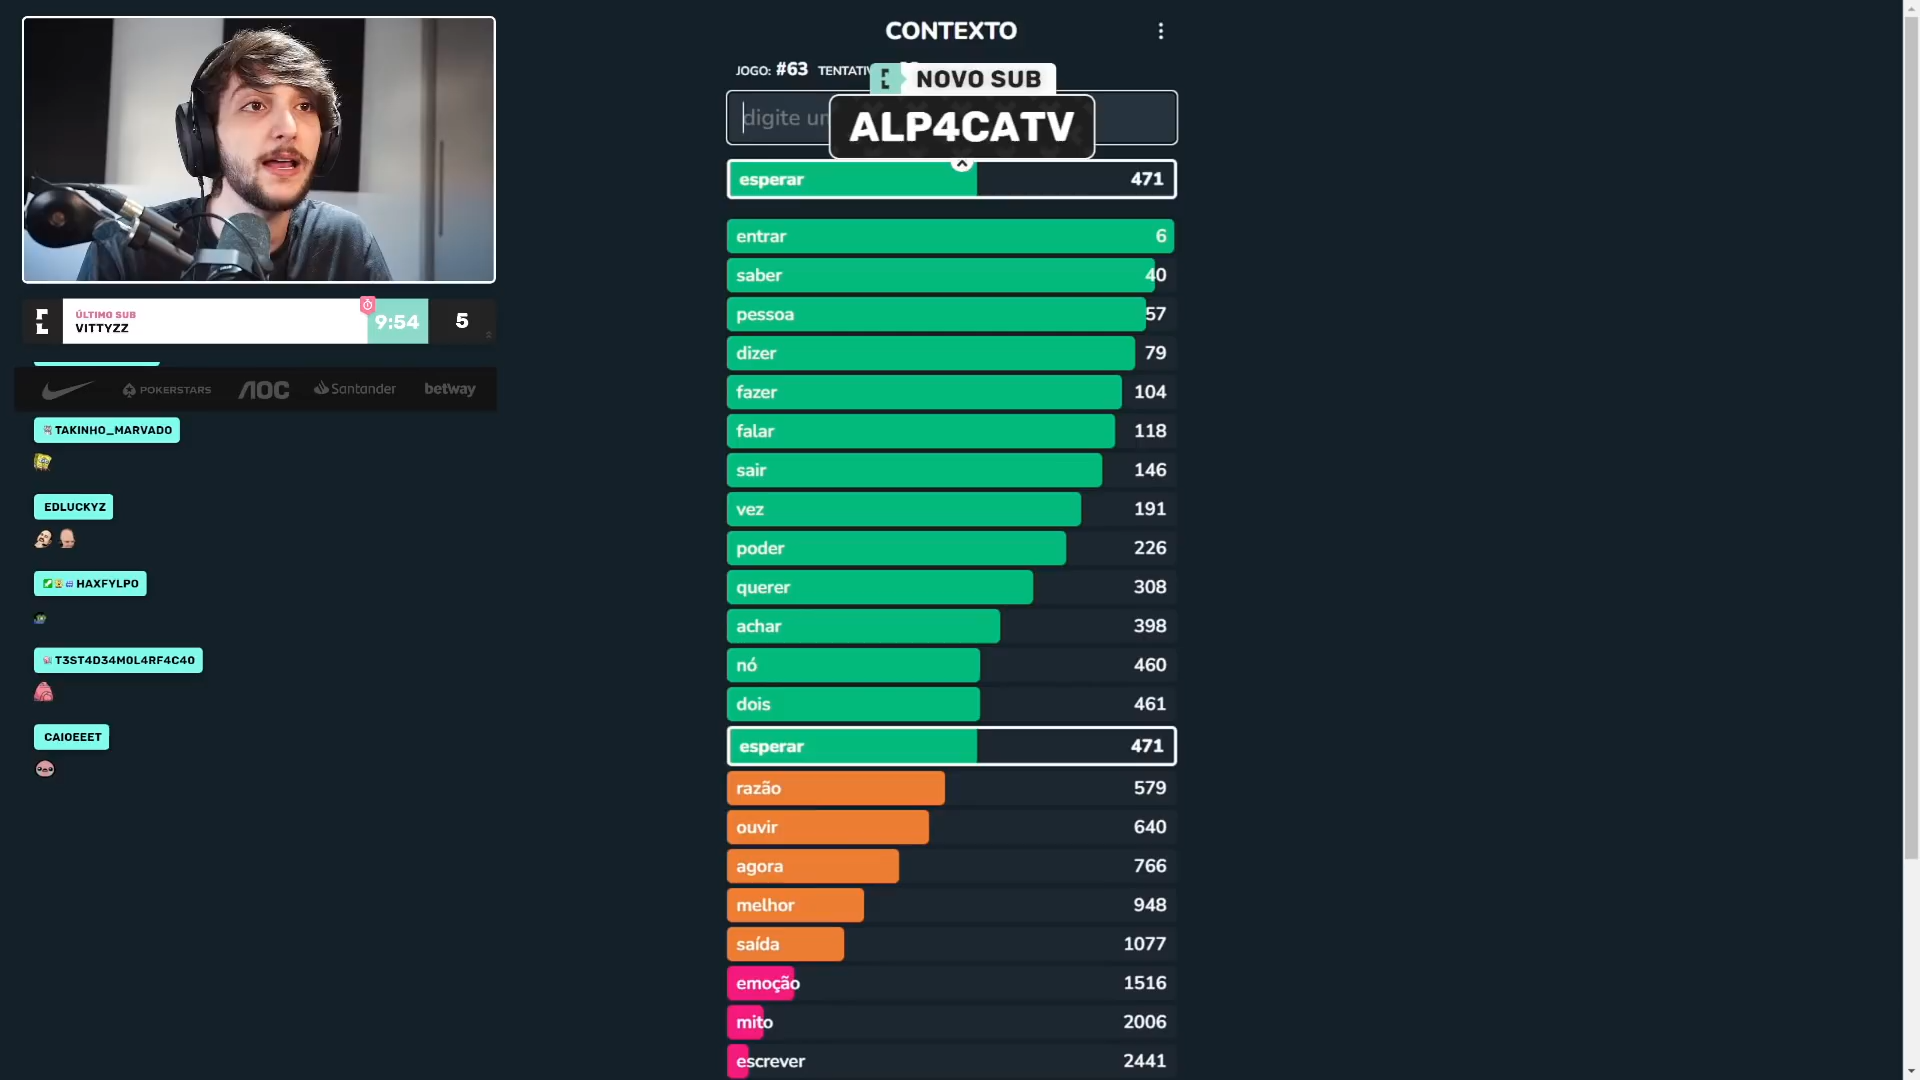 CONTEXTO
JOGO: #63 TENTATIV
NOVO SUB
digite un
ALP4CATV
esperar 471
entrar 6
saber 40
pessoa 57
dizer 79
fazer 104
falar 118
sair 146
vez 191
poder 226
querer 308
achar 398
nó 460
dois 461
esperar 471
razão 579
ouvir 640
agora 766
melhor 948
saída 1077
emoção 1516
mito 2006
escrever 2441
ÚLTIMO SUB
VITTYZZ
9:54
5
POKERSTARS AOC Santander betway
TAKINHO_MARVADO
EDLUCKYZ
HAXFYLPO
T3ST4D34M0L4RF4C40
CAIOEEET